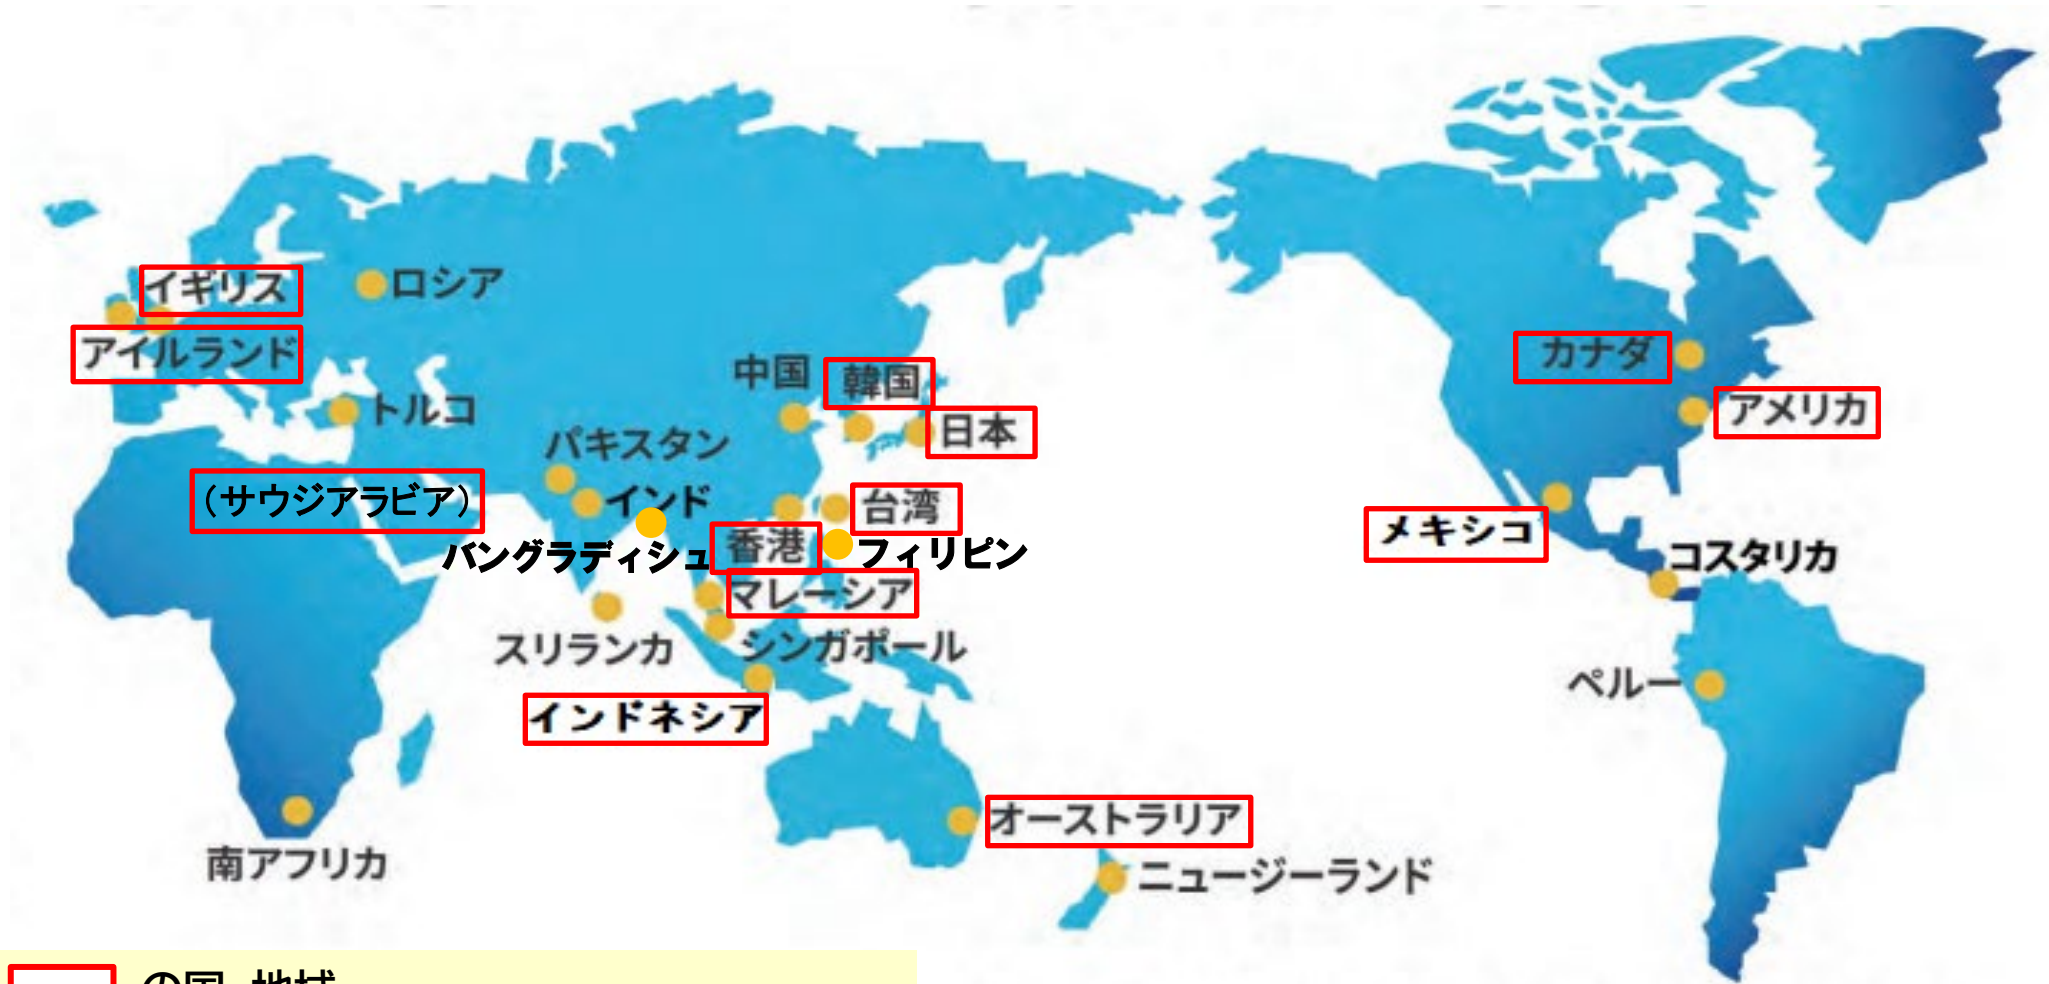 イギリス
ロシア
アイルランド
カナダ
中国
韓国
アメリカ
トルコ
日本
パキスタン
(サウジアラビア)
インド
台湾
メキシコ
バングラディシュ
香港
フィリピン
コスタリカ
マレーシア
スリランカ
シンガポール
ペルー
インドネシア
オーストラリア
南アフリカ
ニュージーランド
の国・地域